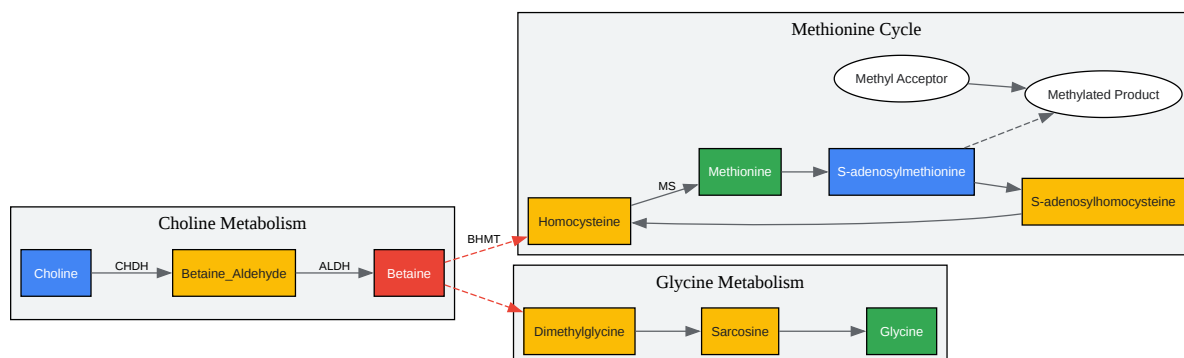 Methionine Cycle
Methyl Acceptor
Methylated Product
Methionine
S-adenosylmethionine
MS
S-adenosylhomocysteine
Homocysteine
Choline Metabolism
BHMT
Choline
CHDH
Betaine_Aldehyde
ALDH
Betaine
Glycine Metabolism
Dimethylglycine
Sarcosine
Glycine